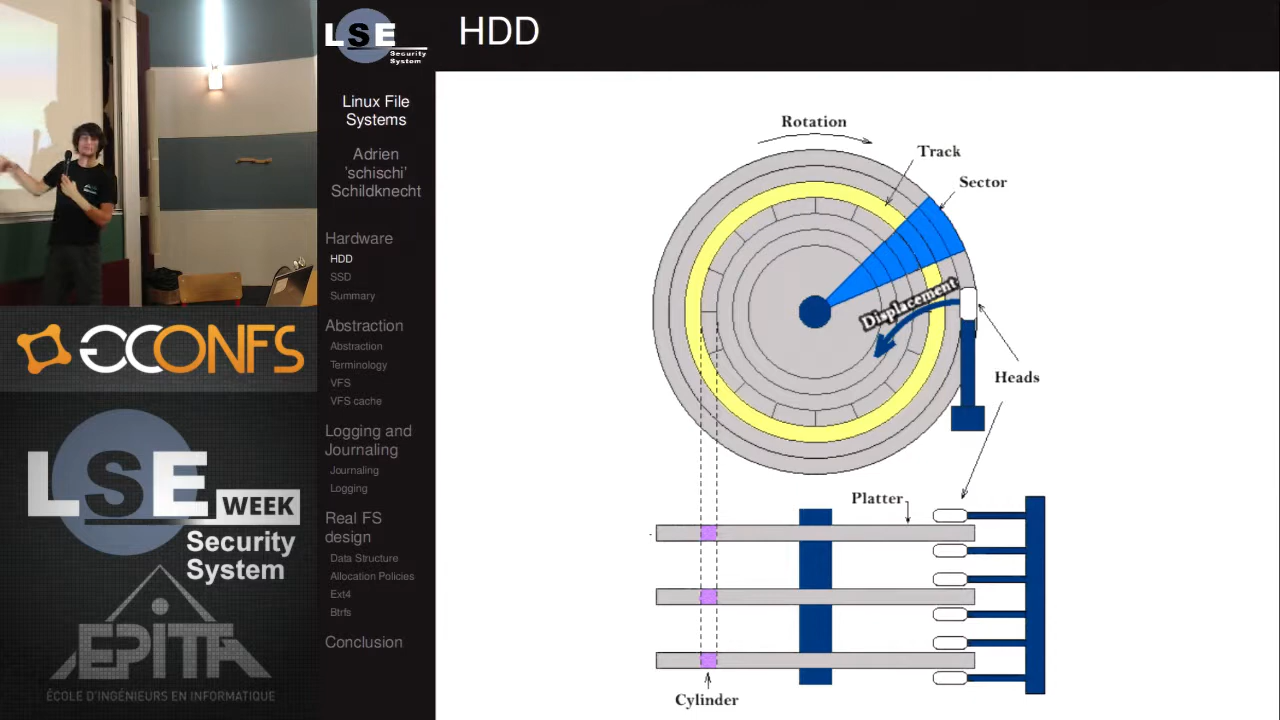 LSE
Security
System
HDD
Linux File
Systems
Adrien
'schischi'
Schildknecht
Hardware
HDD
SSD
Summary
Abstraction
Abstraction
Terminology
VFS
VFS cache
Logging and
Journaling
Journaling
Logging
Real FS
design
Data Structure
Allocation Policies
Ext4
Btrfs
Conclusion
Rotation
Track
Sector
Displacement
Heads
Platter
Cylinder
GCONFS
LSE
WEEK
Security
System
EPITA
ÉCOLE D'INGÉNIEURS EN INFORMATIQUE